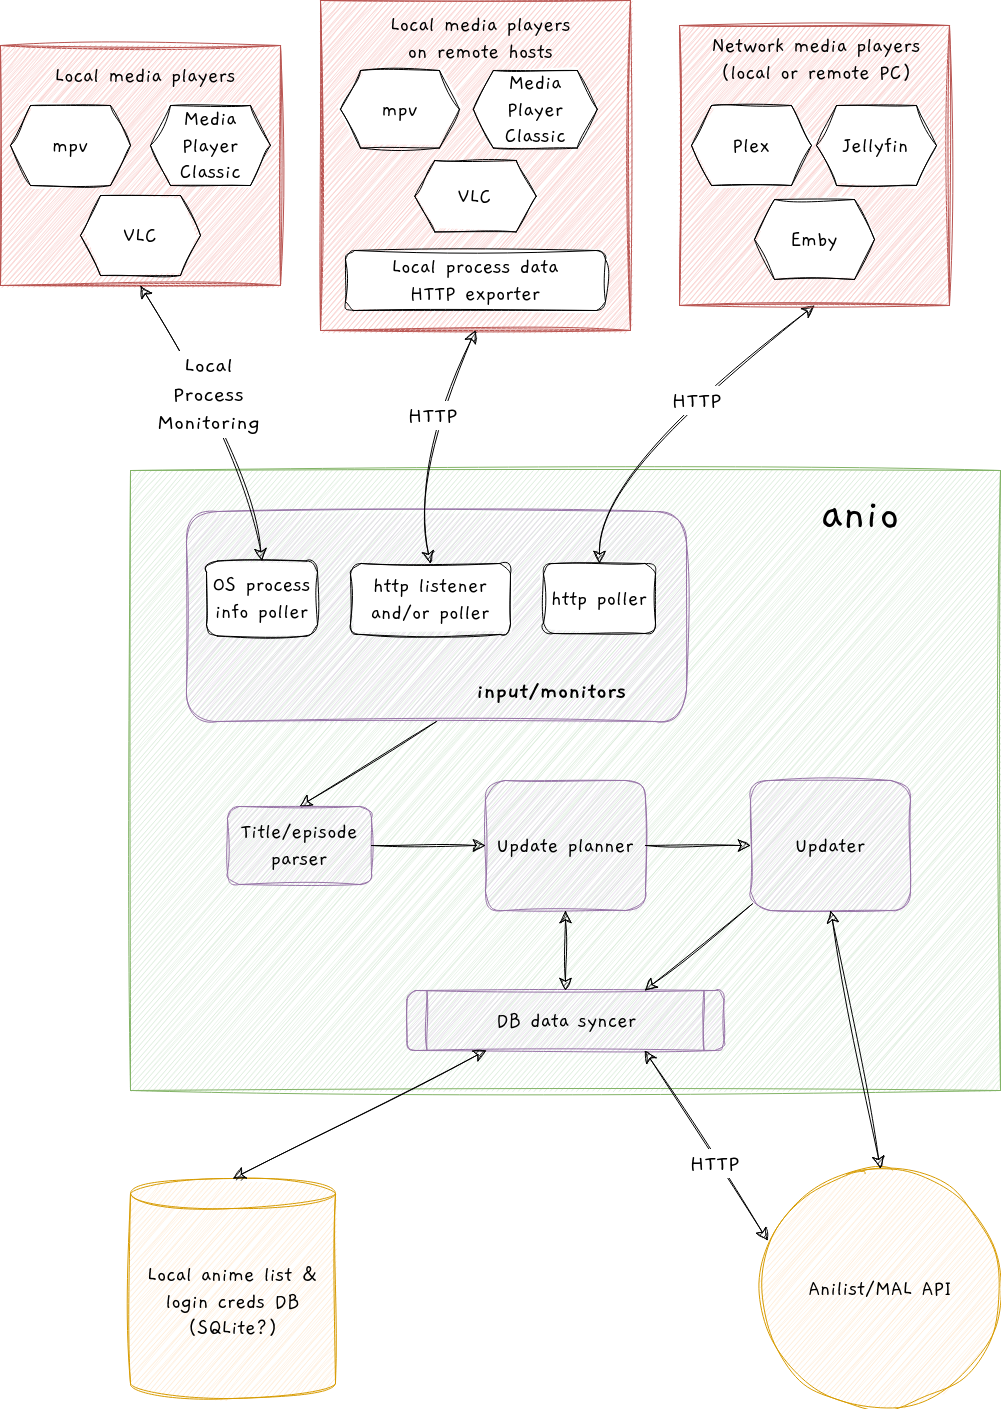 Local media players
mpv
Media
Player
Classic
VLC
Local media players
on remote hosts
mpv
Media
Player
Classic
VLC
Local process data
HTTP exporter
Network media players
(local or remote PC)
Plex
Jellyfin
Emby
Local
Process
Monitoring
HTTP
HTTP
anio
OS process
info poller
http listener
and/or poller
http poller
input/monitors
Title/episode
parser
Update planner
Updater
DB data syncer
HTTP
Local anime list &
login creds DB
(SQLite?)
Anilist/MAL API